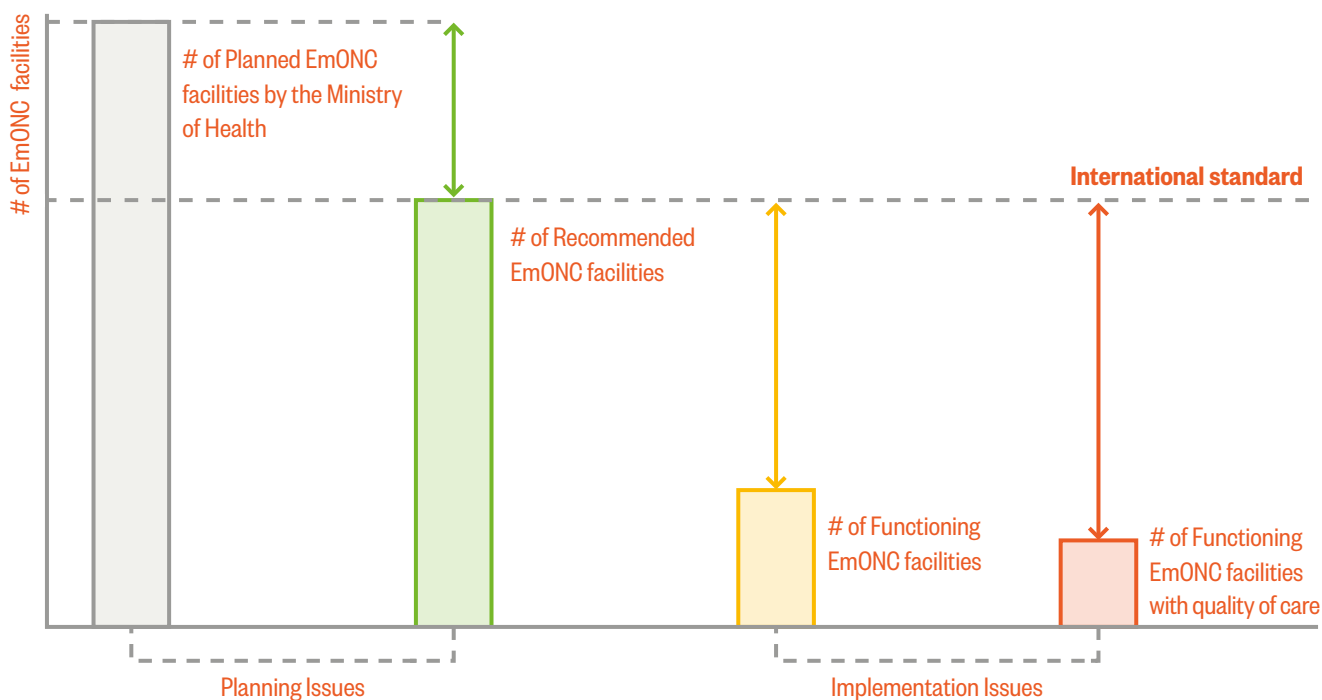 # of EmONC facilities
# of Planned EmONC
facilities by the Ministry
of Health
International standard
# of Recommended
EmONC facilities
# of Functioning
EmONC facilities
# of Functioning
EmONC facilities
with quality of care
Planning Issues
Implementation Issues